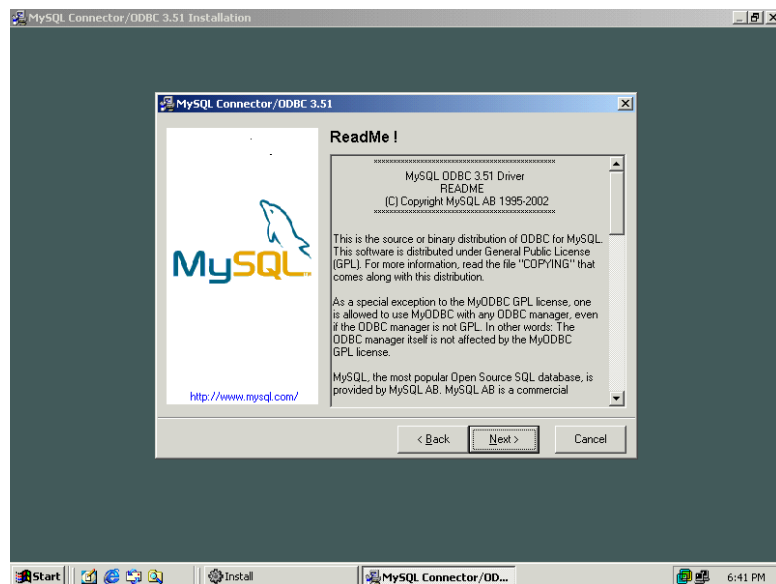 MySQL Connector/ODBC 3.51 Installation
MySQL Connector/ODBC 3.51
ReadMe !
xxxxxxxxxxxxxxxxxxxxxxxxxxxxxxxxxxxxxxxxxxxxxxxxxx
MySQL ODBC 3.51 Driver
README
(C) Copyright MySQL AB 1995-2002
xxxxxxxxxxxxxxxxxxxxxxxxxxxxxxxxxxxxxxxxxxxxxxxxxx
This is the source or binary distribution of ODBC for MySQL.
This software is distributed under General Public License
(GPL). For more information, read the file "COPYING" that
comes along with this distribution.
As a special exception to the MyODBC GPL license, one
is allowed to use MyODBC with any ODBC manager, even
if the ODBC manager is not GPL. In other words: The
ODBC manager itself is not affected by the MyODBC
GPL license.
MySQL, the most popular Open Source SQL database, is
provided by MySQL AB. MySQL AB is a commercial
MySQL
http://www.mysql.com/
< Back
Next >
Cancel
Start
Install
MySQL Connector/OD...
6:41 PM